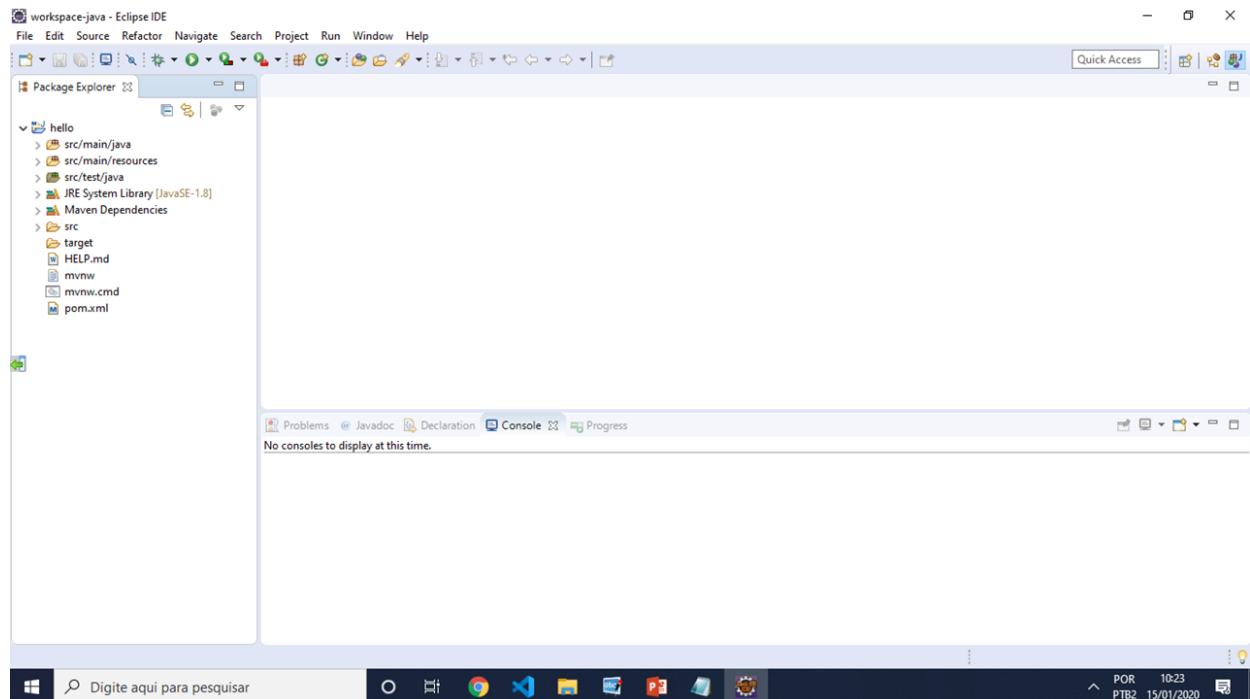 workspace-java - Eclipse IDE
File Edit Source Refactor Navigate Search Project Run Window Help
Quick Access
Package Explorer
hello
src/main/java
src/main/resources
src/test/java
JRE System Library [JavaSE-1.8]
Maven Dependencies
src
target
HELP.md
mvnw
mvnw.cmd
pom.xml
Problems Javadoc Declaration Console Progress
No consoles to display at this time.
Digite aqui para pesquisar
POR 10:23
PTB2 15/01/2020